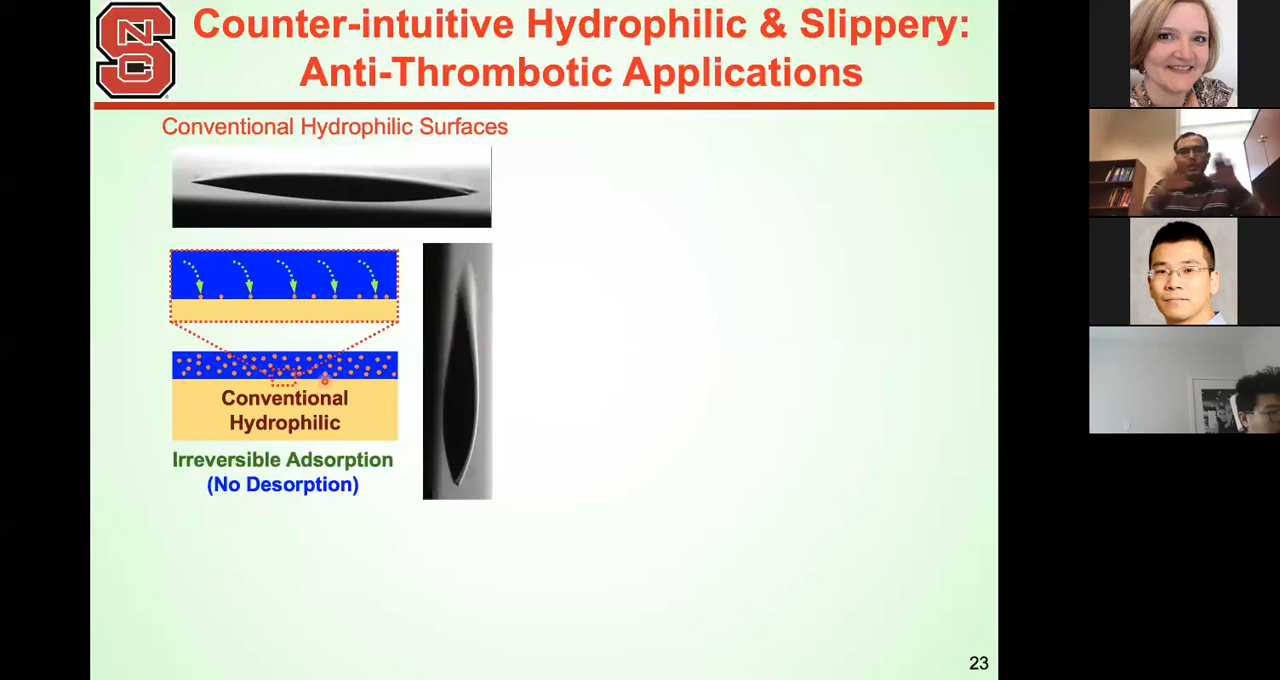 Counter-intuitive Hydrophilic & Slippery:
Anti-Thrombotic Applications
NC
S
Conventional Hydrophilic Surfaces
Conventional
Hydrophilic
Irreversible Adsorption
(No Desorption)
23